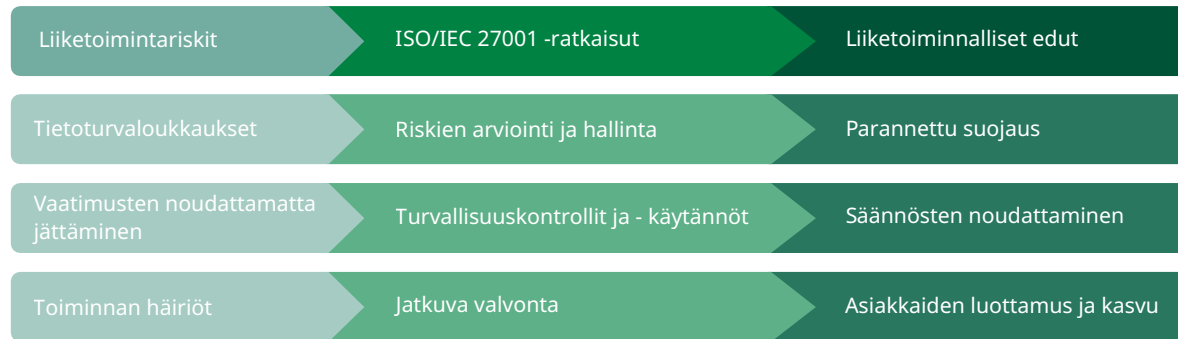 Liiketoimintariskit
ISO/IEC 27001 -ratkaisut
Liiketoiminnalliset edut
Tietoturvaloukkaukset
Riskien arviointi ja hallinta
Parannettu suojaus
Vaatimusten noudattamatta
jättäminen
Turvallisuuskontrollit ja - käytännöt
Säännösten noudattaminen
Toiminnan häiriöt
Jatkuva valvonta
Asiakkaiden luottamus ja kasvu